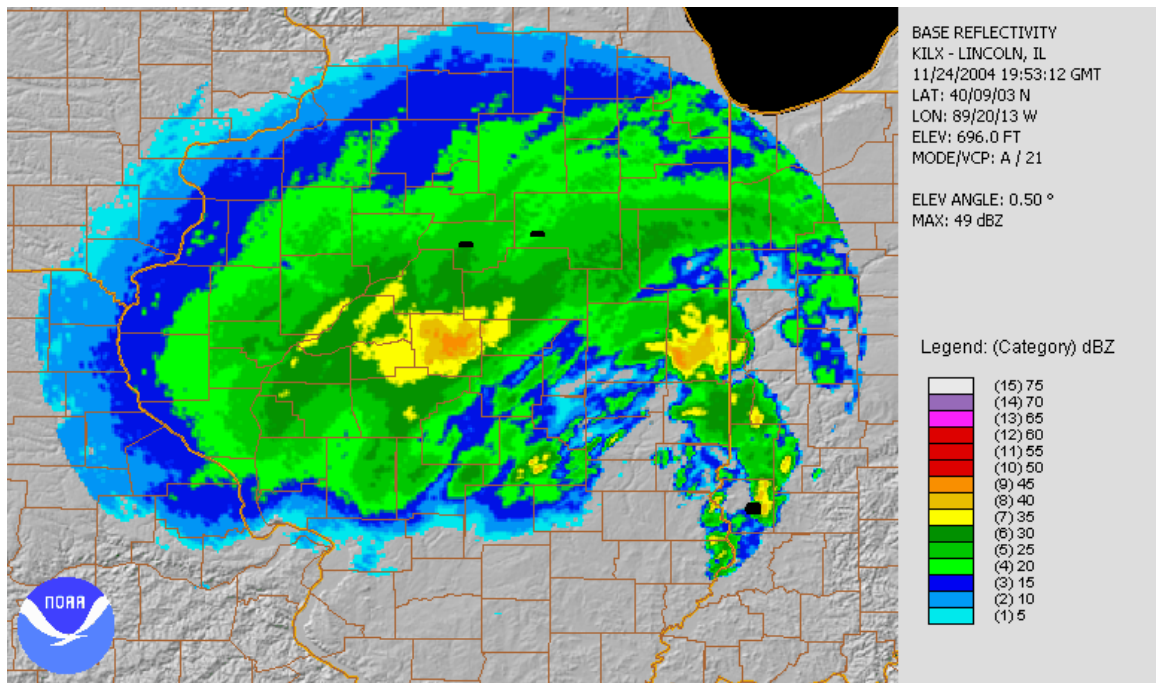 BASE REFLECTIVITY
KILX - LINCOLN, IL
11/24/2004 19:53:12 GMT
LAT: 40/09/03 N
LON: 89/20/13 W
ELEV: 696.0 FT
MODE/VCP: A / 21
ELEV ANGLE: 0.50 °
MAX: 49 dBZ
Legend: (Category) dBZ
(15) 75
(14) 70
(13) 65
(12) 60
(11) 55
(10) 50
(9) 45
(8) 40
(7) 35
(6) 30
(5) 25
(4) 20
(3) 15
(2) 10
(1) 5
NOAA